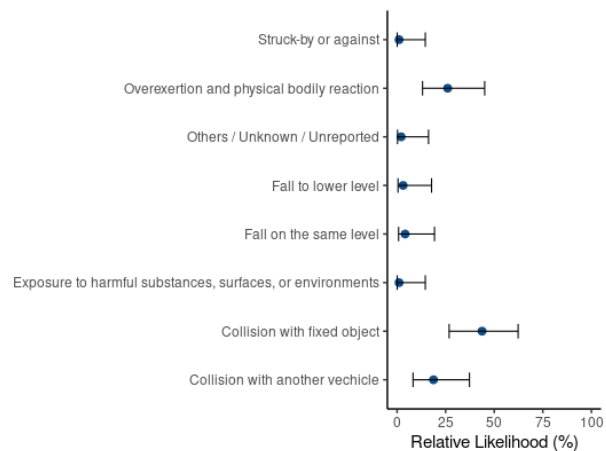 Struck-by or against
Overexertion and physical bodily reaction
Others / Unknown / Unreported
Fall to lower level
Fall on the same level
Exposure to harmful substances, surfaces, or environments
Collision with fixed object
Collision with another vechicle
0 25 50 75 100
Relative Likelihood (%)